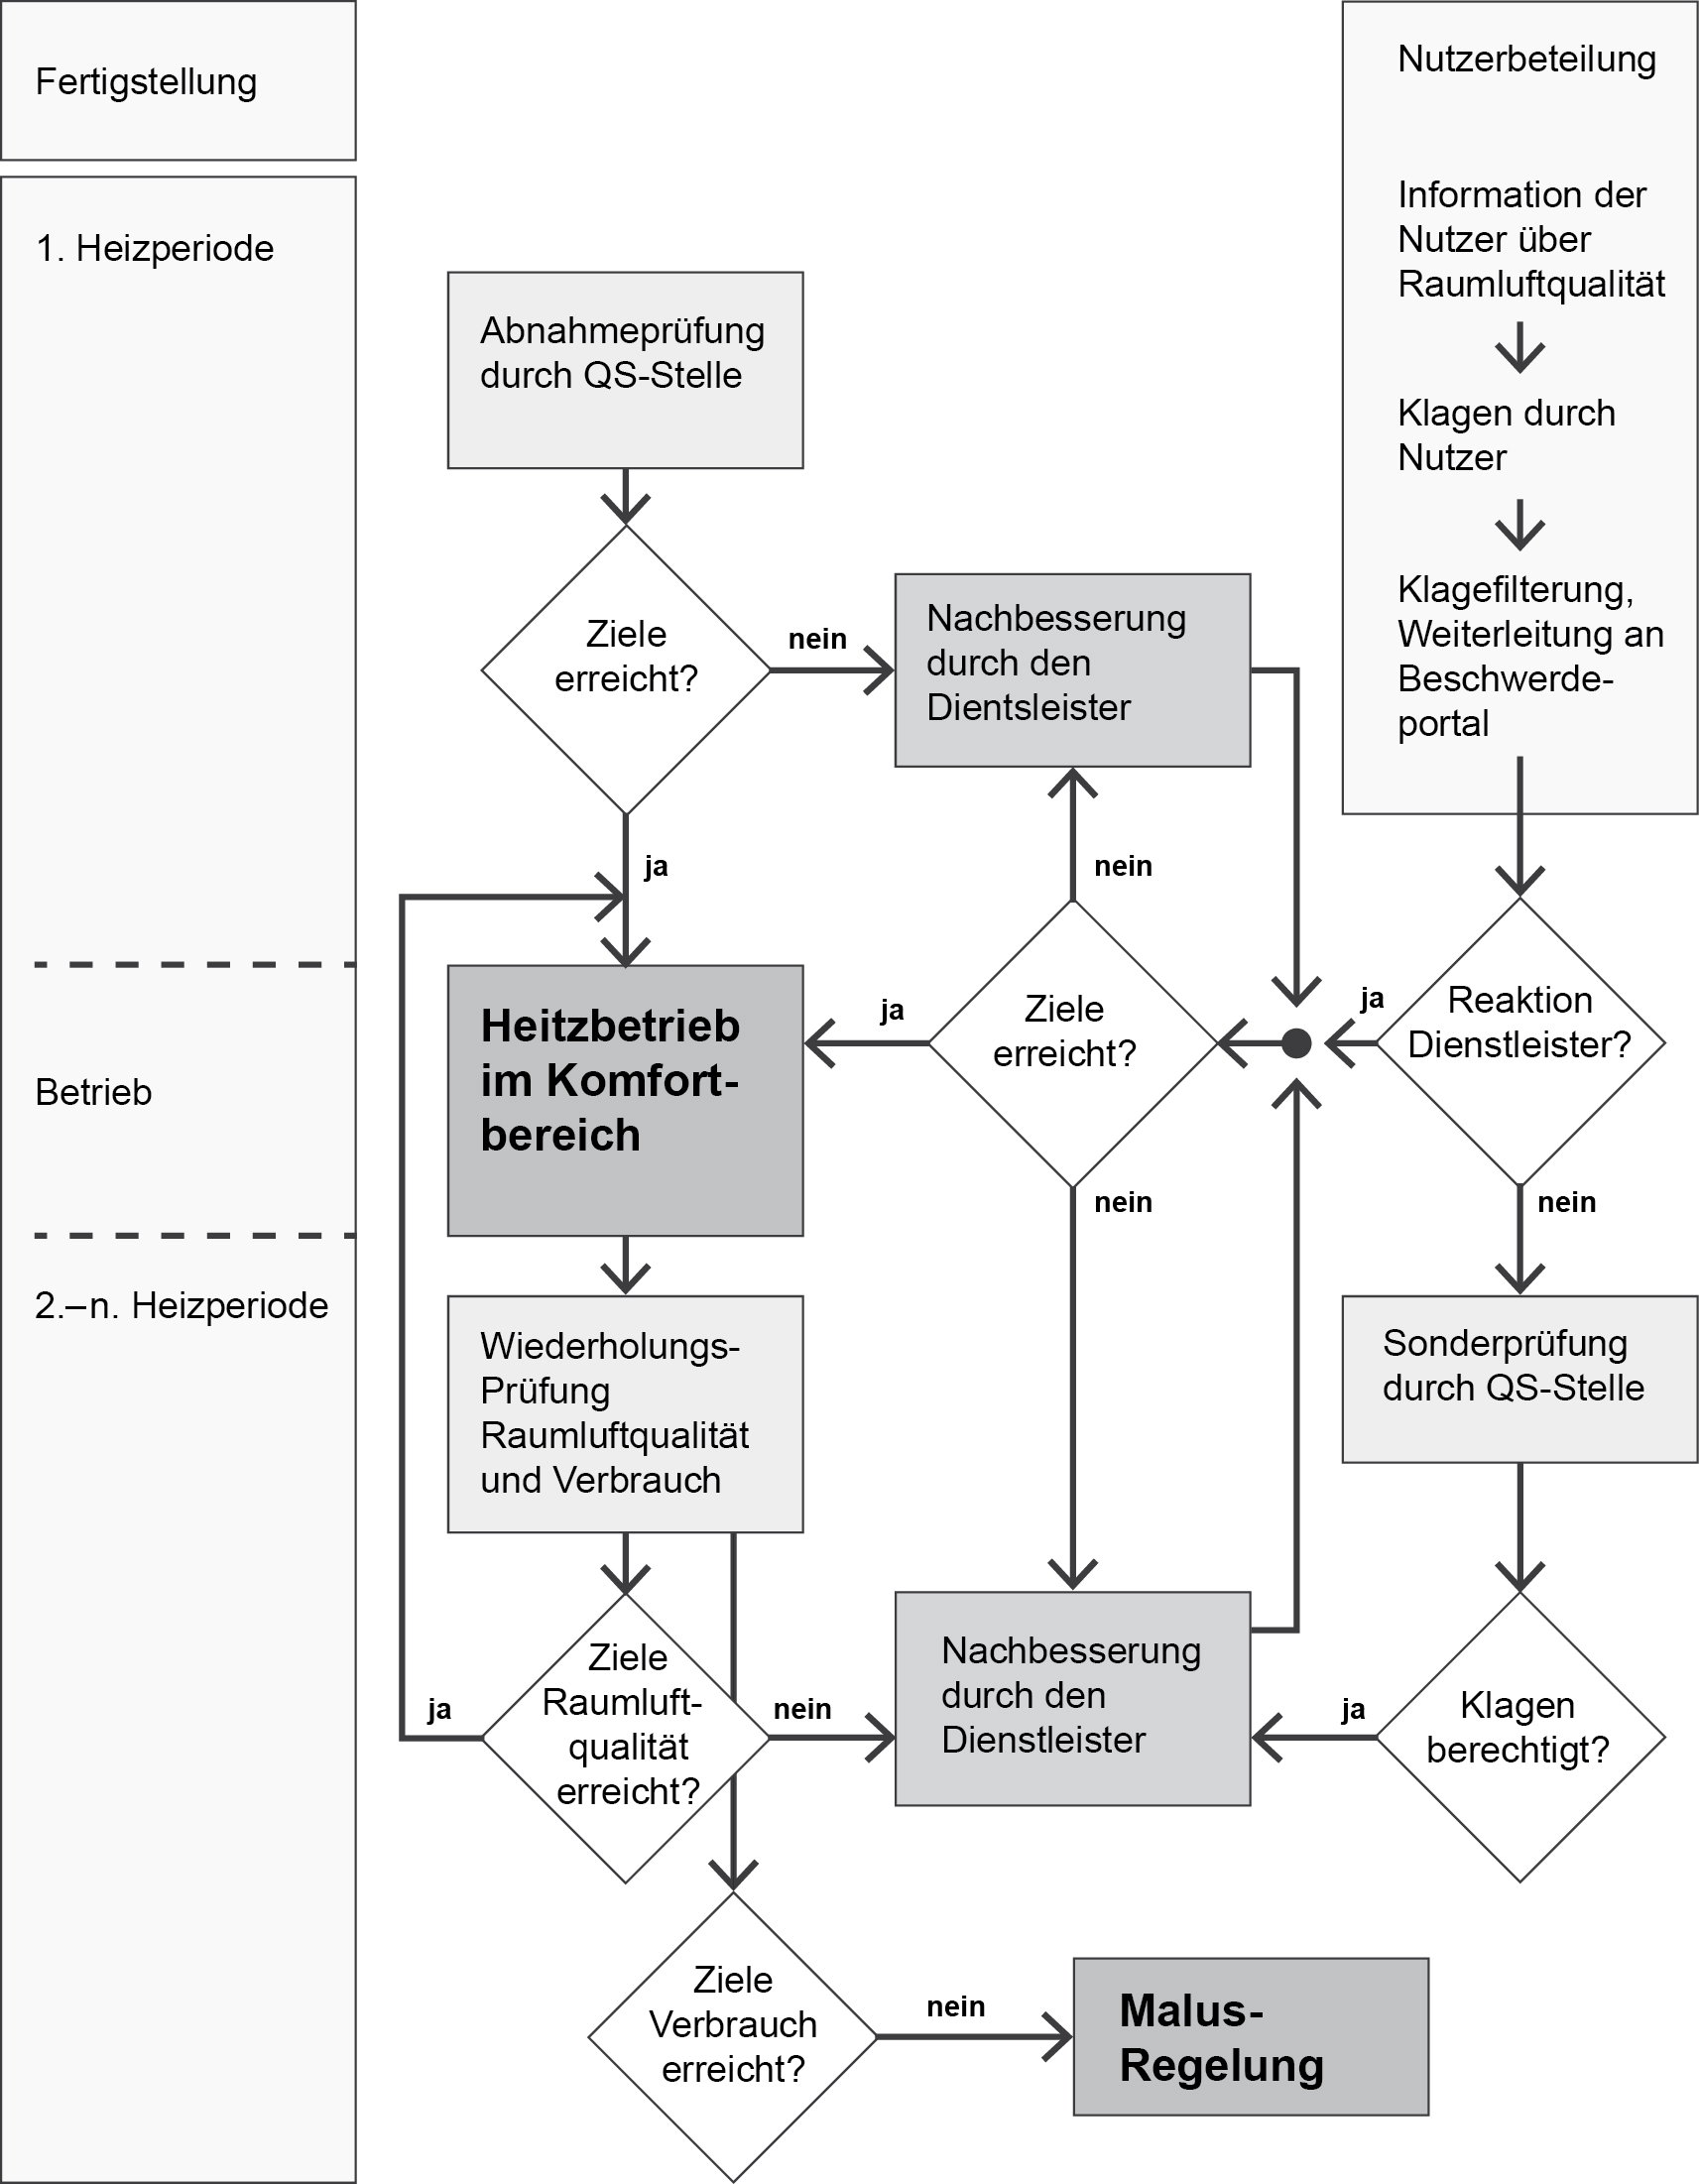 Fertigstellung
1. Heizperiode
Betrieb
2.–n. Heizperiode
Abnahmeprüfung
durch QS-Stelle
Ziele
erreicht?
nein
ja
Nachbesserung
durch den
Dientsleister
Heitzbetrieb
im Komfort-
bereich
ja
Ziele
erreicht?
nein
nein
Wiederholungs-
Prüfung
Raumluftqualität
und Verbrauch
Ziele
Raumluft-
qualität
erreicht?
ja
nein
Nachbesserung
durch den
Dienstleister
Ziele
Verbrauch
erreicht?
nein
Malus-
Regelung
Nutzerbeteilung
Information der
Nutzer über
Raumluftqualität
Klagen durch
Nutzer
Klagefilterung,
Weiterleitung an
Beschwerde-
portal
Reaktion
Dienstleister?
ja
nein
Sonderprüfung
durch QS-Stelle
Klagen
berechtigt?
ja